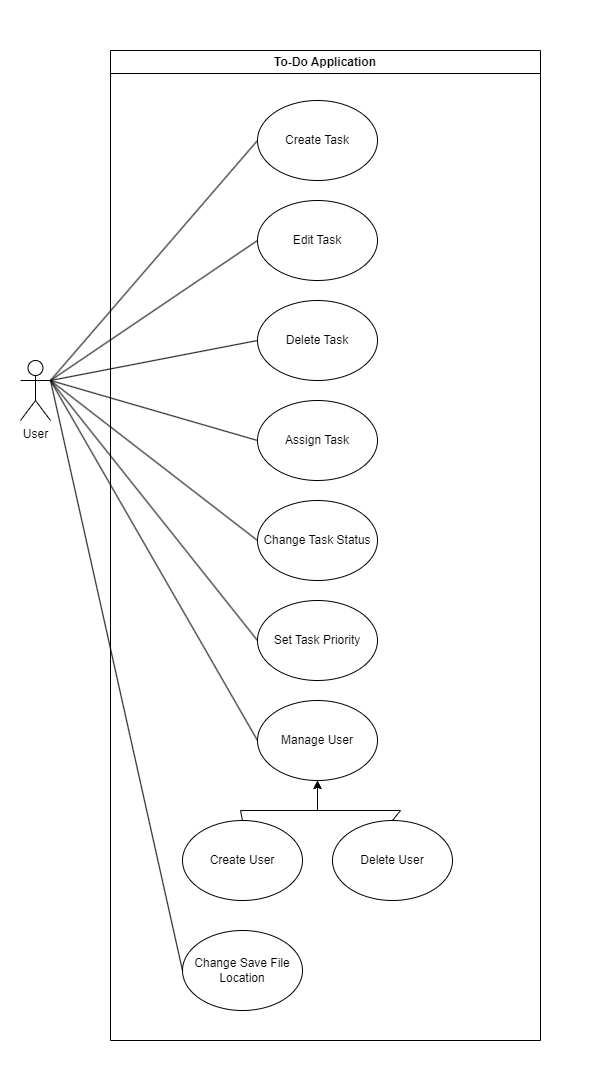 To-Do Application
Create Task
Edit Task
Delete Task
User
Assign Task
Change Task Status
Set Task Priority
Manage User
Create User
Delete User
Change Save File
Location